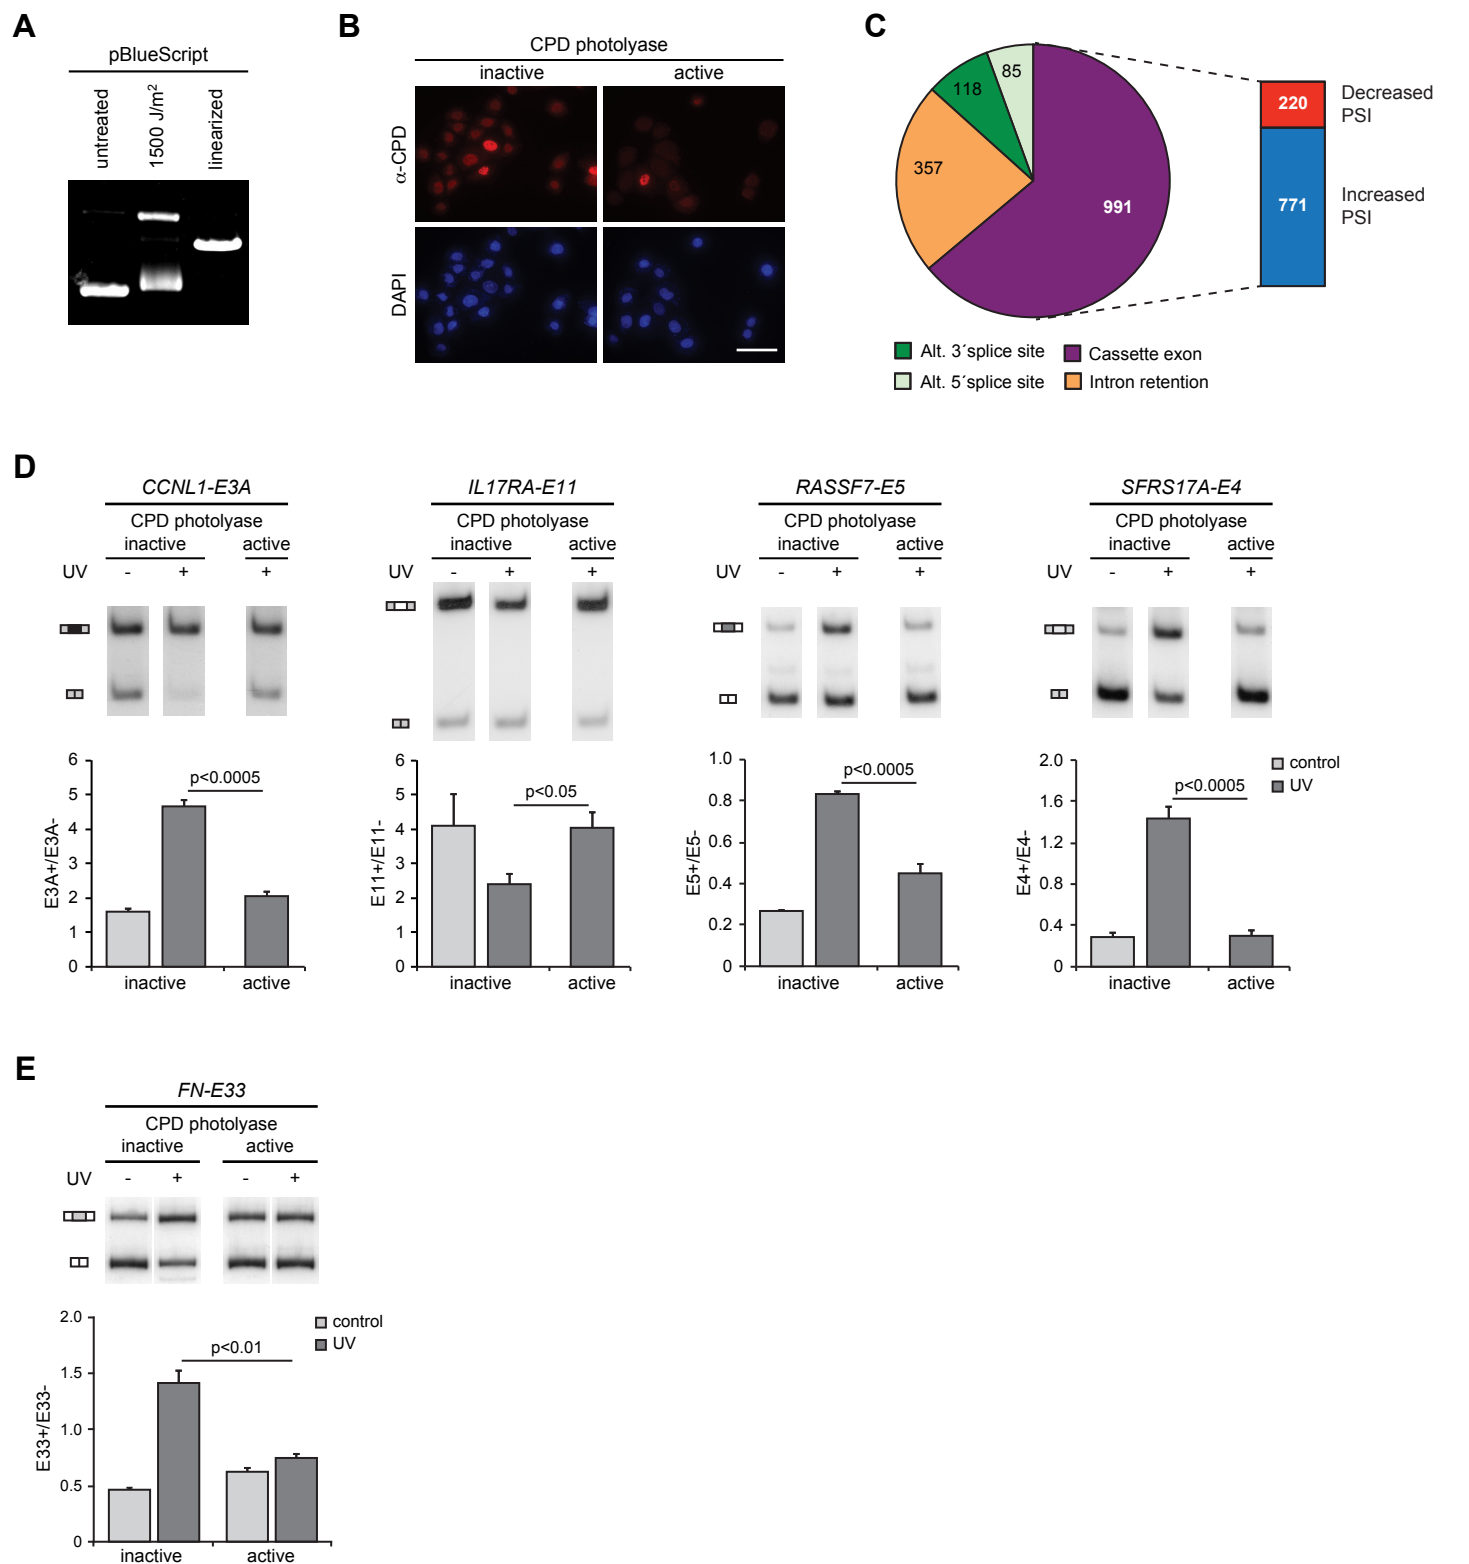 A
pBlueScript
untreated
1500 J/m²
linearized
B
CPD photolyase
inactive
active
α-CPD
DAPI
C
85
118
357
991
220
771
Decreased
PSI
Increased
PSI
Alt. 3´splice site
Cassette exon
Alt. 5´splice site
Intron retention
D
CCNL1-E3A
CPD photolyase
inactive
active
UV
-
+
+
E3A+/E3A-
6
5
4
3
2
1
0
p<0.0005
inactive
active
IL17RA-E11
CPD photolyase
inactive
active
UV
-
+
+
E11+/E11-
6
5
4
3
2
1
0
p<0.05
inactive
active
RASSF7-E5
CPD photolyase
inactive
active
UV
-
+
+
E5+/E5-
1.0
0.8
0.6
0.4
0.2
0
p<0.0005
inactive
active
SFRS17A-E4
CPD photolyase
inactive
active
UV
-
+
+
E4+/E4-
2.0
1.6
1.2
0.8
0.4
0
p<0.0005
inactive
active
control
UV
E
FN-E33
CPD photolyase
inactive
active
UV
-
+
-
+
E33+/E33-
2.0
1.5
1.0
0.5
0
p<0.01
control
UV
inactive
active